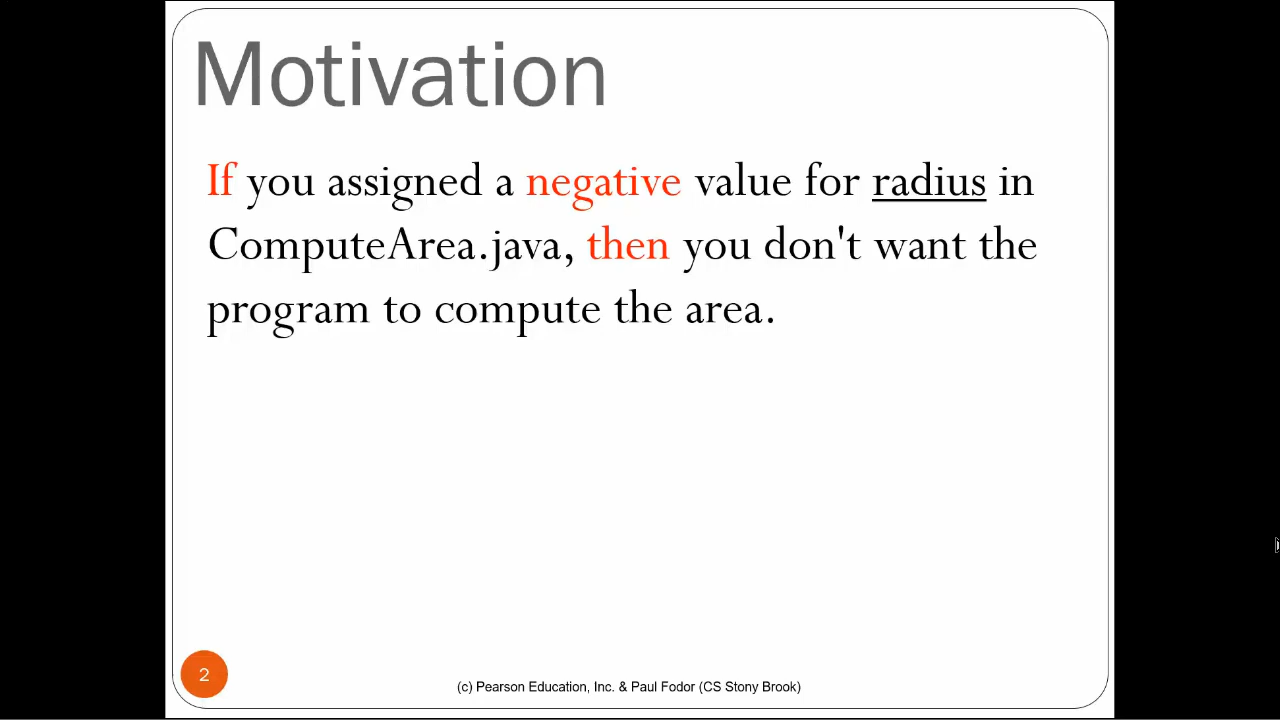 Motivation
If you assigned a negative value for radius in
ComputeArea.java, then you don't want the
program to compute the area.
2
(c) Pearson Education, Inc. & Paul Fodor (CS Stony Brook)